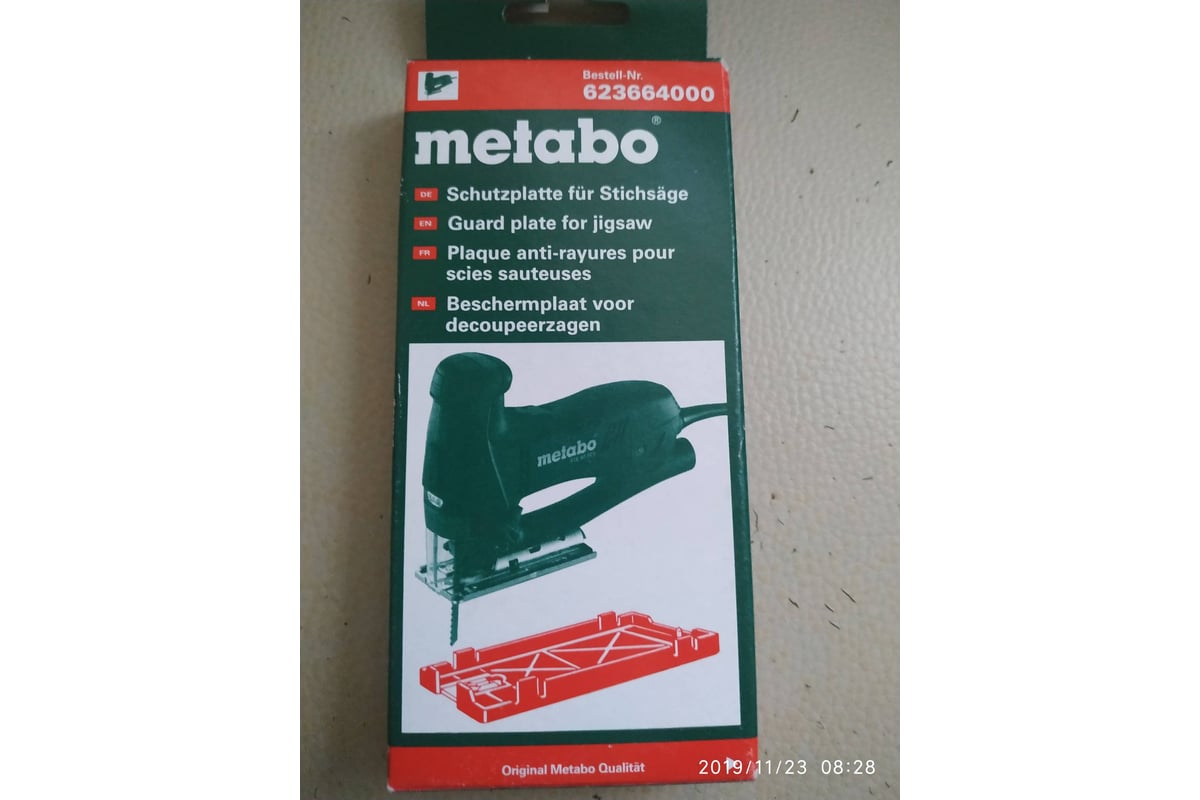 Bestell-Nr.
623664000
metabo®
DE Schutzplatte für Stichsäge
EN Guard plate for jigsaw
FR Plaque anti-rayures pour
scies sauteuses
NL Beschermplaat voor
decoupeerzagen
metabo
Original Metabo Qualität
2019/11/23 08:28